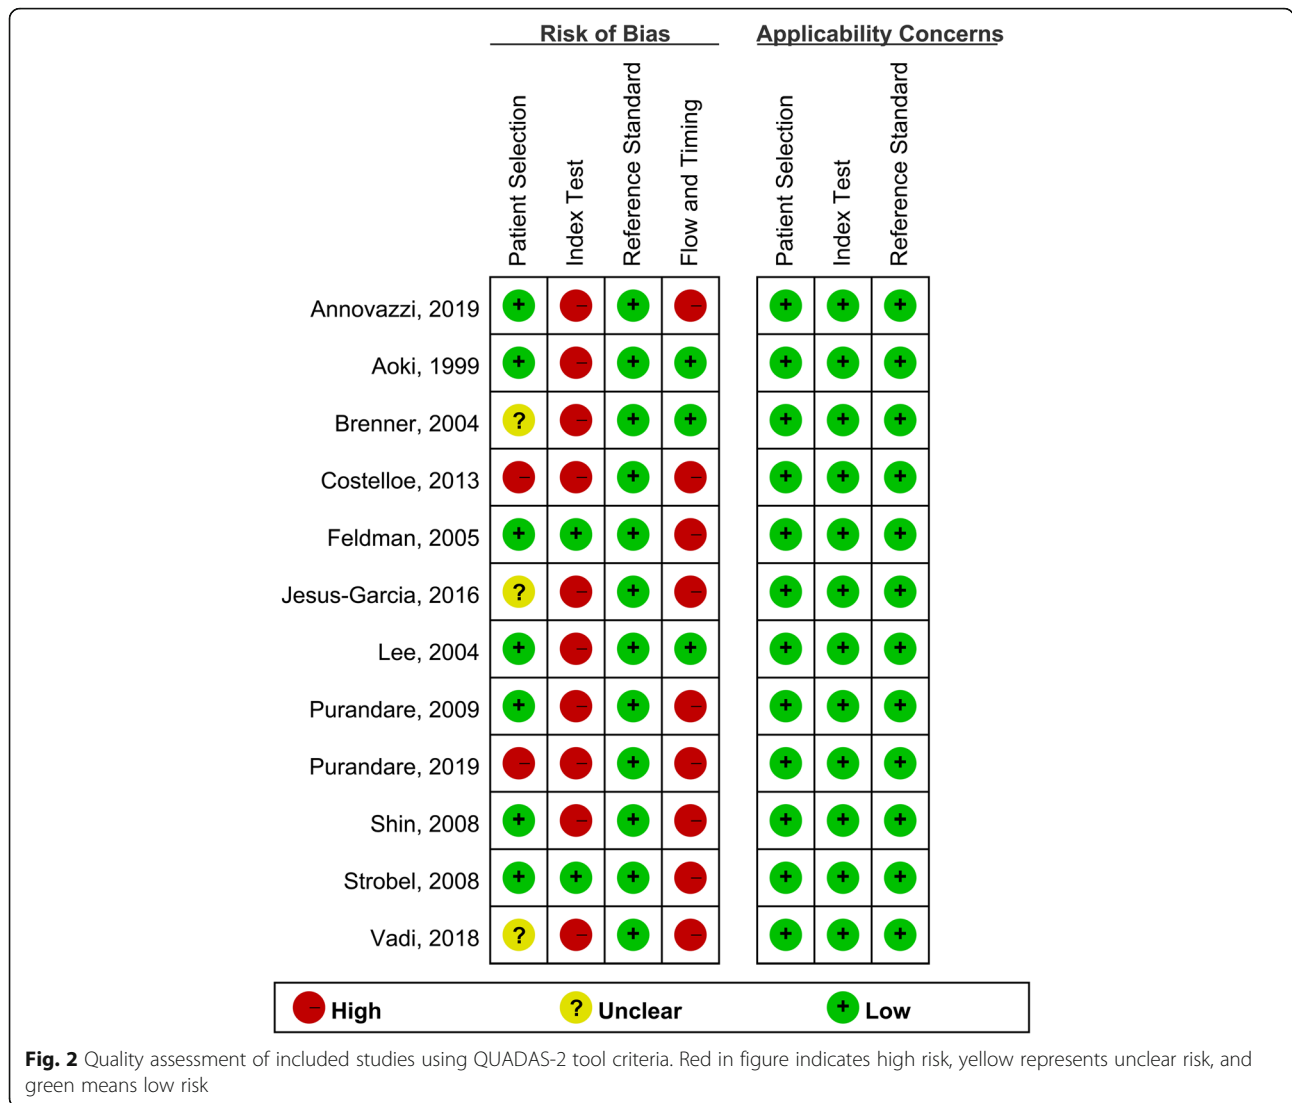 Risk of Bias
Applicability Concerns
Patient Selection
Index Test
Reference Standard
Flow and Timing
Patient Selection
Index Test
Reference Standard
Annovazzi, 2019 + – + – + + +
Aoki, 1999 + – + + + + +
Brenner, 2004 ? – + + + + +
Costelloe, 2013 – – + – + + +
Feldman, 2005 + + + – + + +
Jesus-Garcia, 2016 ? – + – + + +
Lee, 2004 + – + + + + +
Purandare, 2009 + – + – + + +
Purandare, 2019 – – + – + + +
Shin, 2008 + – + – + + +
Strobel, 2008 + + + – + + +
Vadi, 2018 ? – + – + + +
– High ? Unclear + Low
Fig. 2 Quality assessment of included studies using QUADAS-2 tool criteria. Red in figure indicates high risk, yellow represents unclear risk, and
green means low risk